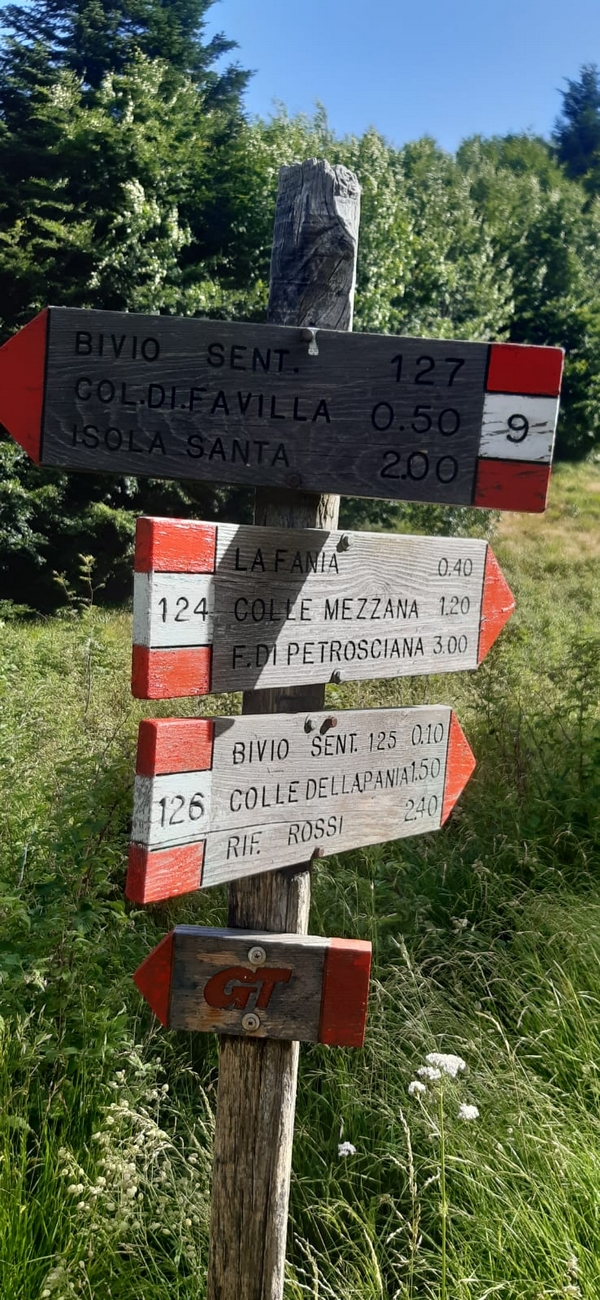 BIVIO SENT. 127
COL.DI.FAVILLA 0.50
ISOLA SANTA 2.00
9
LA FANIA 0.40
124 COLLE MEZZANA 1.20
F.DI PETROSCIANA 3.00
BIVIO SENT. 125 0.10
126 COLLE DELLA PANIA 1.50
RIF. ROSSI 2.40
GT